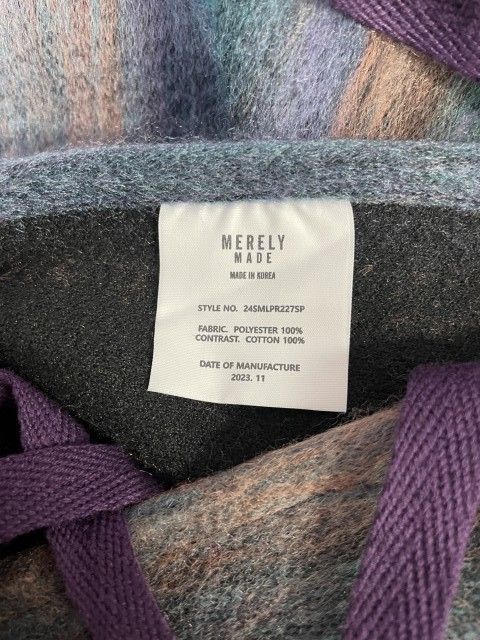 MERELY
MADE
MADE IN KOREA
STYLE NO. 24SMLPR227SP
FABRIC. POLYESTER 100%
CONTRAST. COTTON 100%
DATE OF MANUFACTURE
2023. 11